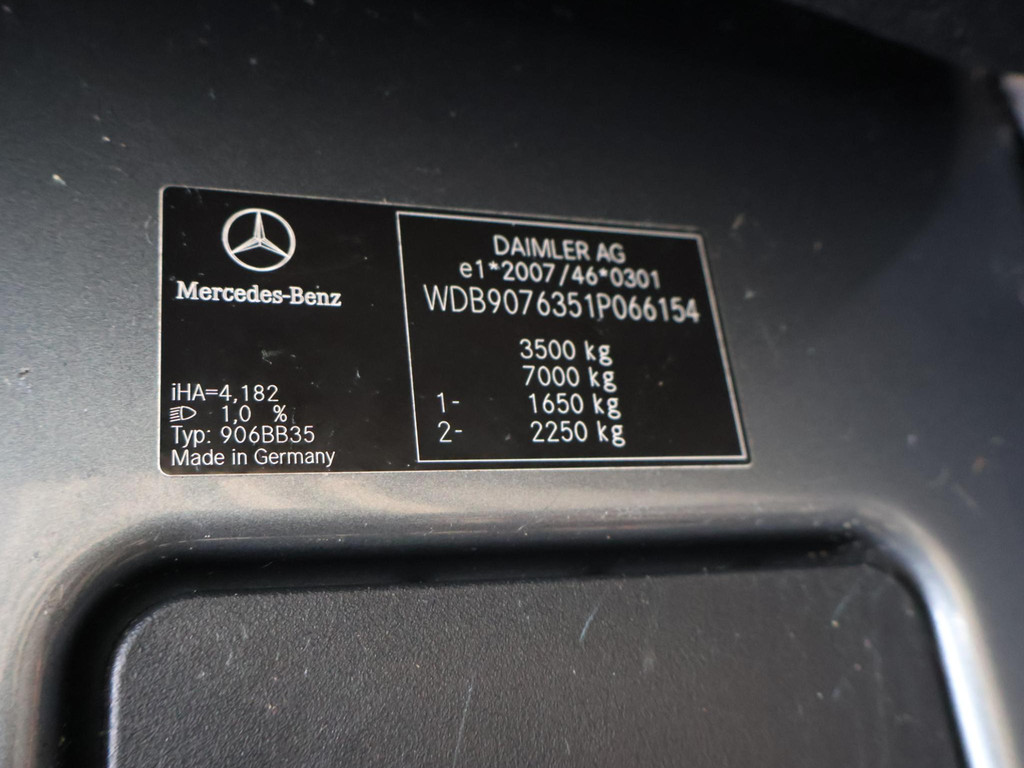 Mercedes-Benz
iHA=4,182
1,0 %
Typ: 906BB35
Made in Germany
DAIMLER AG
e1*2007/46*0301
WDB9076351P066154
3500 kg
7000 kg
1- 1650 kg
2- 2250 kg